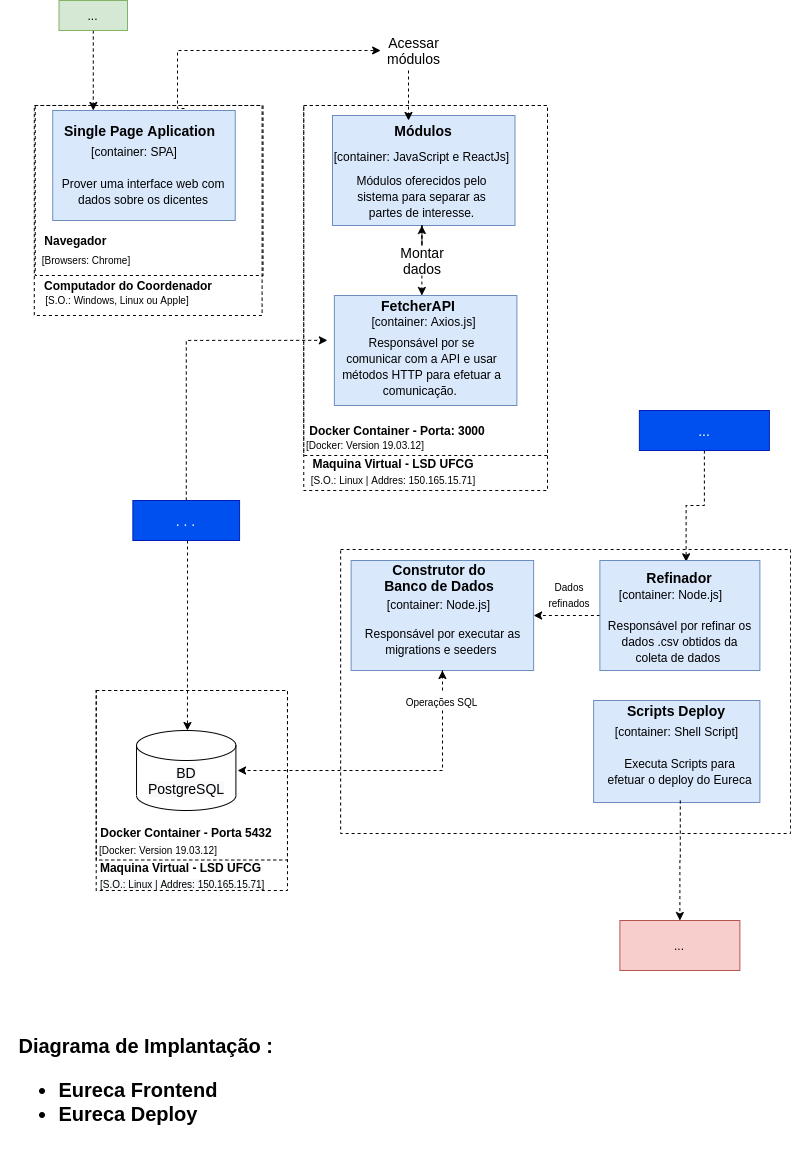 ...
Acessar
módulos
Single Page Aplication
[container: SPA]
Prover uma interface web com
dados sobre os dicentes
Navegador
[Browsers: Chrome]
Computador do Coordenador
[S.O.: Windows, Linux ou Apple]
Módulos
[container: JavaScript e ReactJs]
Módulos oferecidos pelo
sistema para separar as
partes de interesse.
Montar
dados
FetcherAPI
[container: Axios.js]
Responsável por se
comunicar com a API e usar
métodos HTTP para efetuar a
comunicação.
Docker Container - Porta: 3000
[Docker: Version 19.03.12]
Maquina Virtual - LSD UFCG
[S.O.: Linux | Addres: 150.165.15.71]
...
. . .
Construtor do
Banco de Dados
[container: Node.js]
Responsável por executar as
migrations e seeders
Dados
refinados
Refinador
[container: Node.js]
Responsável por refinar os
dados .csv obtidos da
coleta de dados
Operações SQL
Scripts Deploy
[container: Shell Script]
Executa Scripts para
efetuar o deploy do Eureca
BD
PostgreSQL
Docker Container - Porta 5432
[Docker: Version 19.03.12]
Maquina Virtual - LSD UFCG
[S.O.: Linux | Addres: 150.165.15.71]
...
Diagrama de Implantação :
• Eureca Frontend
• Eureca Deploy